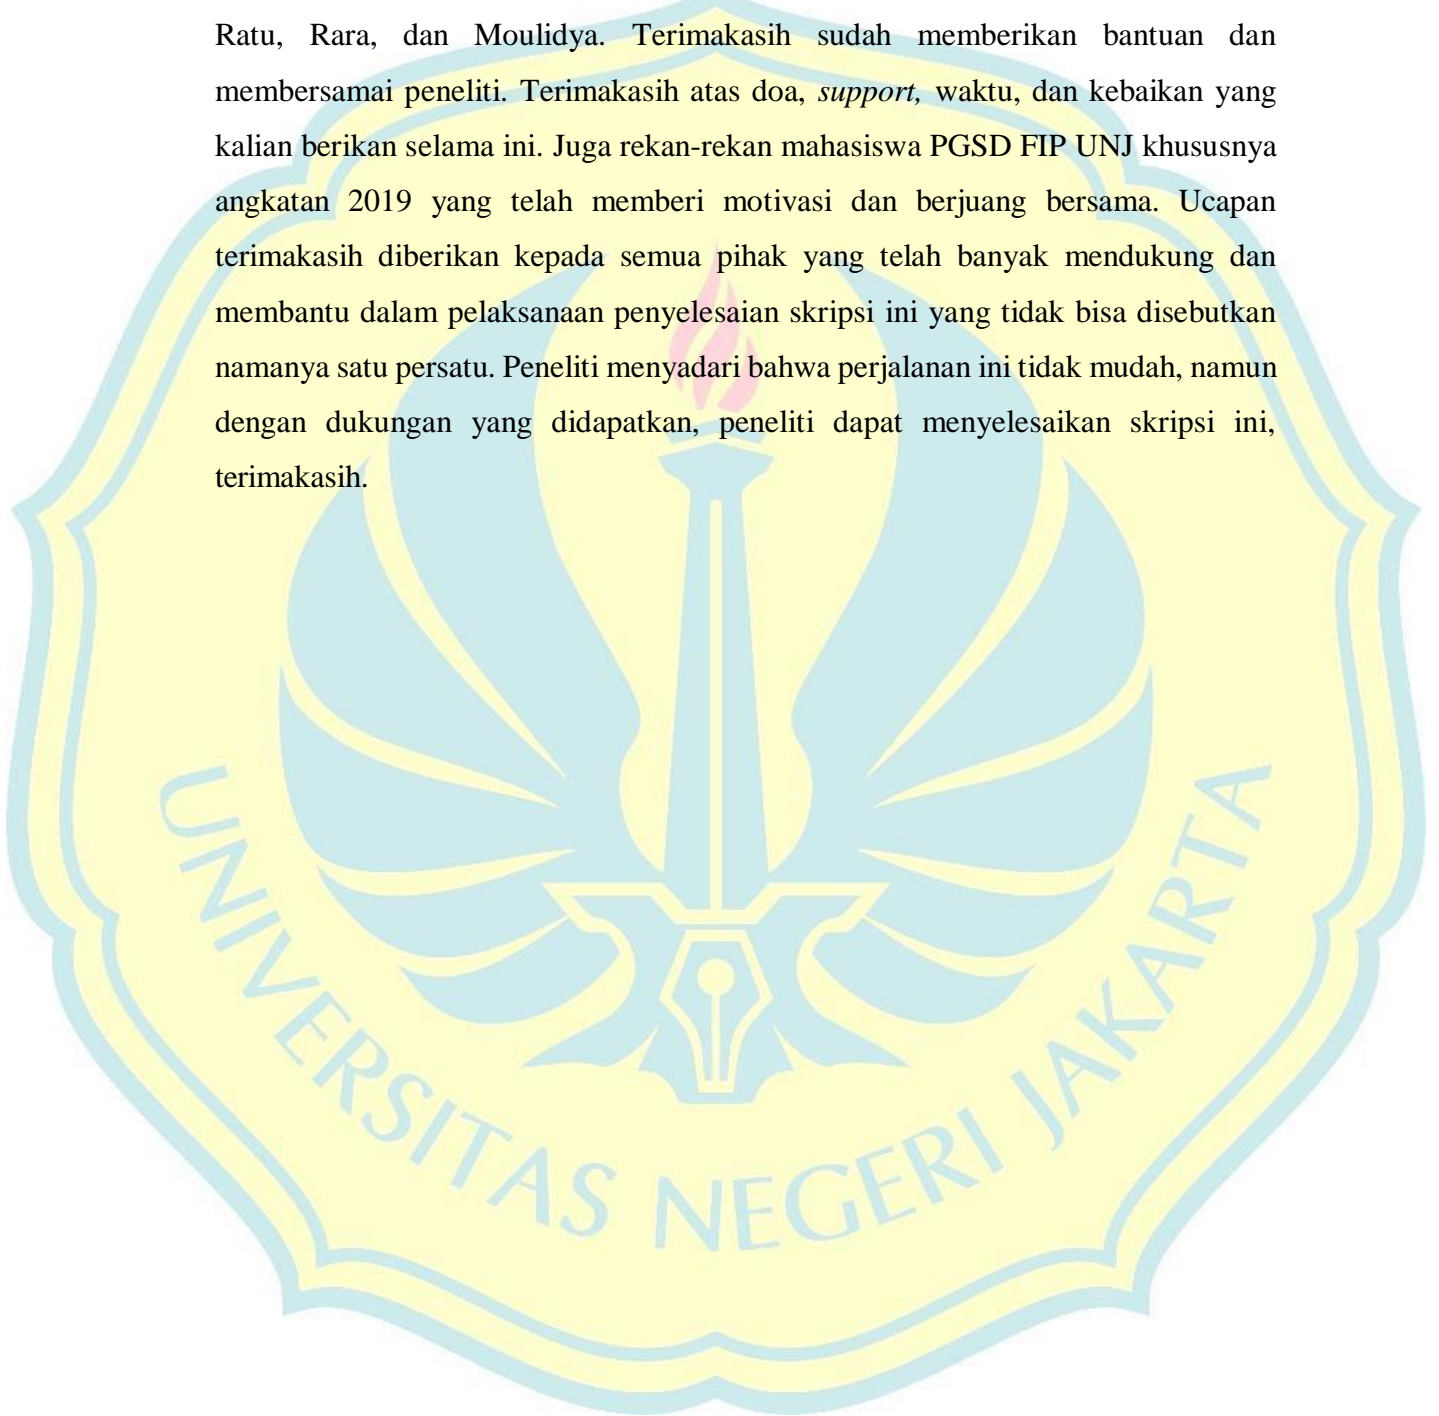 Ratu, Rara, dan Moulidya. Terimakasih sudah memberikan bantuan dan
membersamai peneliti. Terimakasih atas doa, support, waktu, dan kebaikan yang
kalian berikan selama ini. Juga rekan-rekan mahasiswa PGSD FIP UNJ khususnya
angkatan 2019 yang telah memberi motivasi dan berjuang bersama. Ucapan
terimakasih diberikan kepada semua pihak yang telah banyak mendukung dan
membantu dalam pelaksanaan penyelesaian skripsi ini yang tidak bisa disebutkan
namanya satu persatu. Peneliti menyadari bahwa perjalanan ini tidak mudah, namun
dengan dukungan yang didapatkan, peneliti dapat menyelesaikan skripsi ini,
terimakasih.
UNIVERSITAS NEGERI JAKARTA